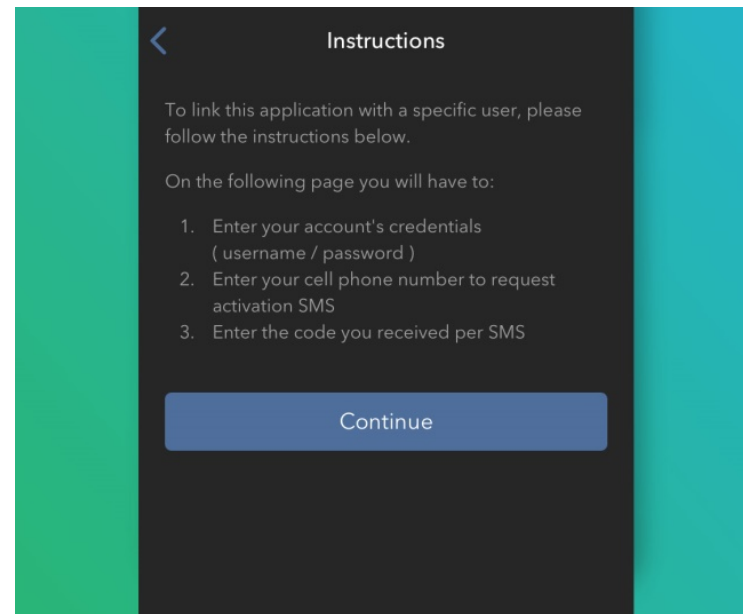 Instructions
To link this application with a specific user, please
follow the instructions below.
On the following page you will have to:
1. Enter your account's credentials
( username / password )
2. Enter your cell phone number to request
activation SMS
3. Enter the code you received per SMS
Continue